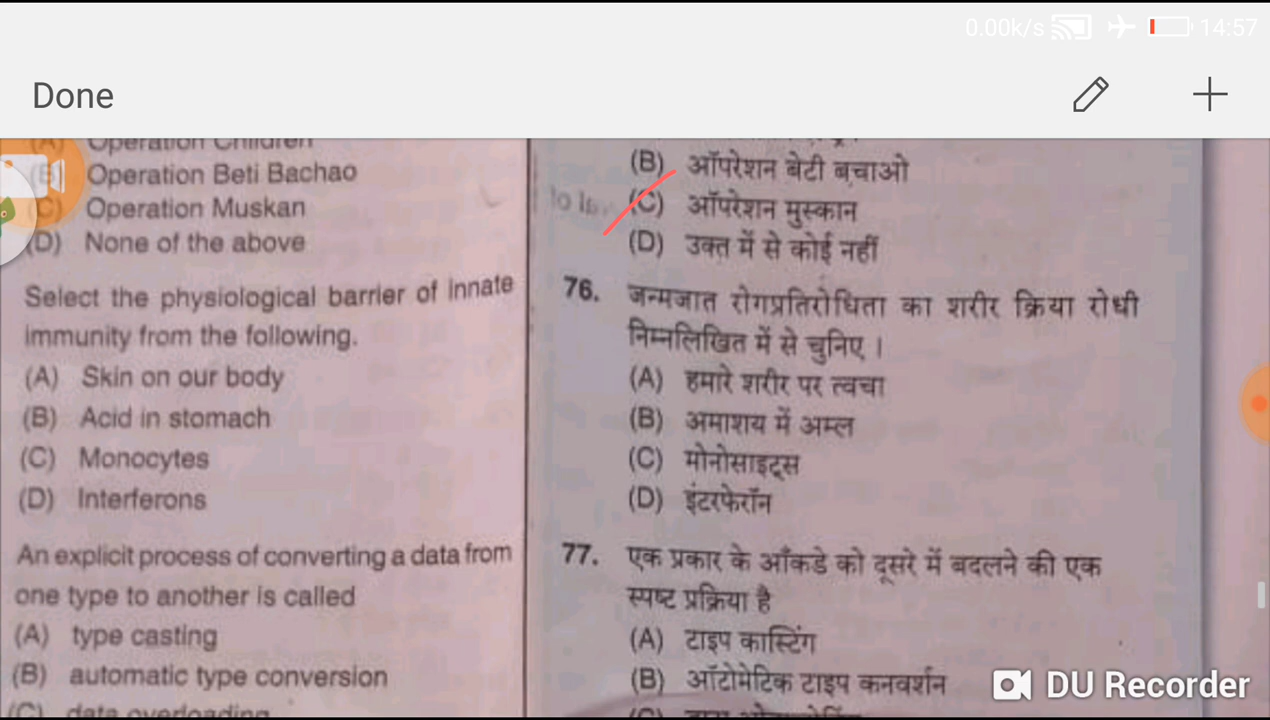 0.00k/s 14:57
Done
(A) Operation Children
(B) Operation Beti Bachao
(C) Operation Muskan
(D) None of the above
Select the physiological barrier of innate
immunity from the following.
(A) Skin on our body
(B) Acid in stomach
(C) Monocytes
(D) Interferons
An explicit process of converting a data from
one type to another is called
(A) type casting
(B) automatic type conversion
(C) data overloading
(B) ऑपरेशन बेटी बचाओ
(C) ऑपरेशन मुस्कान
(D) उक्त में से कोई नहीं
76. जन्मजात रोगप्रतिरोधिता का शरीर क्रिया रोधी
निम्नलिखित में से चुनिए ।
(A) हमारे शरीर पर त्वचा
(B) अमाशय में अम्ल
(C) मोनोसाइट्स
(D) इंटरफेरॉन
77. एक प्रकार के आँकडे को दूसरे में बदलने की एक
स्पष्ट प्रक्रिया है
(A) टाइप कास्टिंग
(B) ऑटोमेटिक टाइप कनवर्शन
(C)
DU Recorder